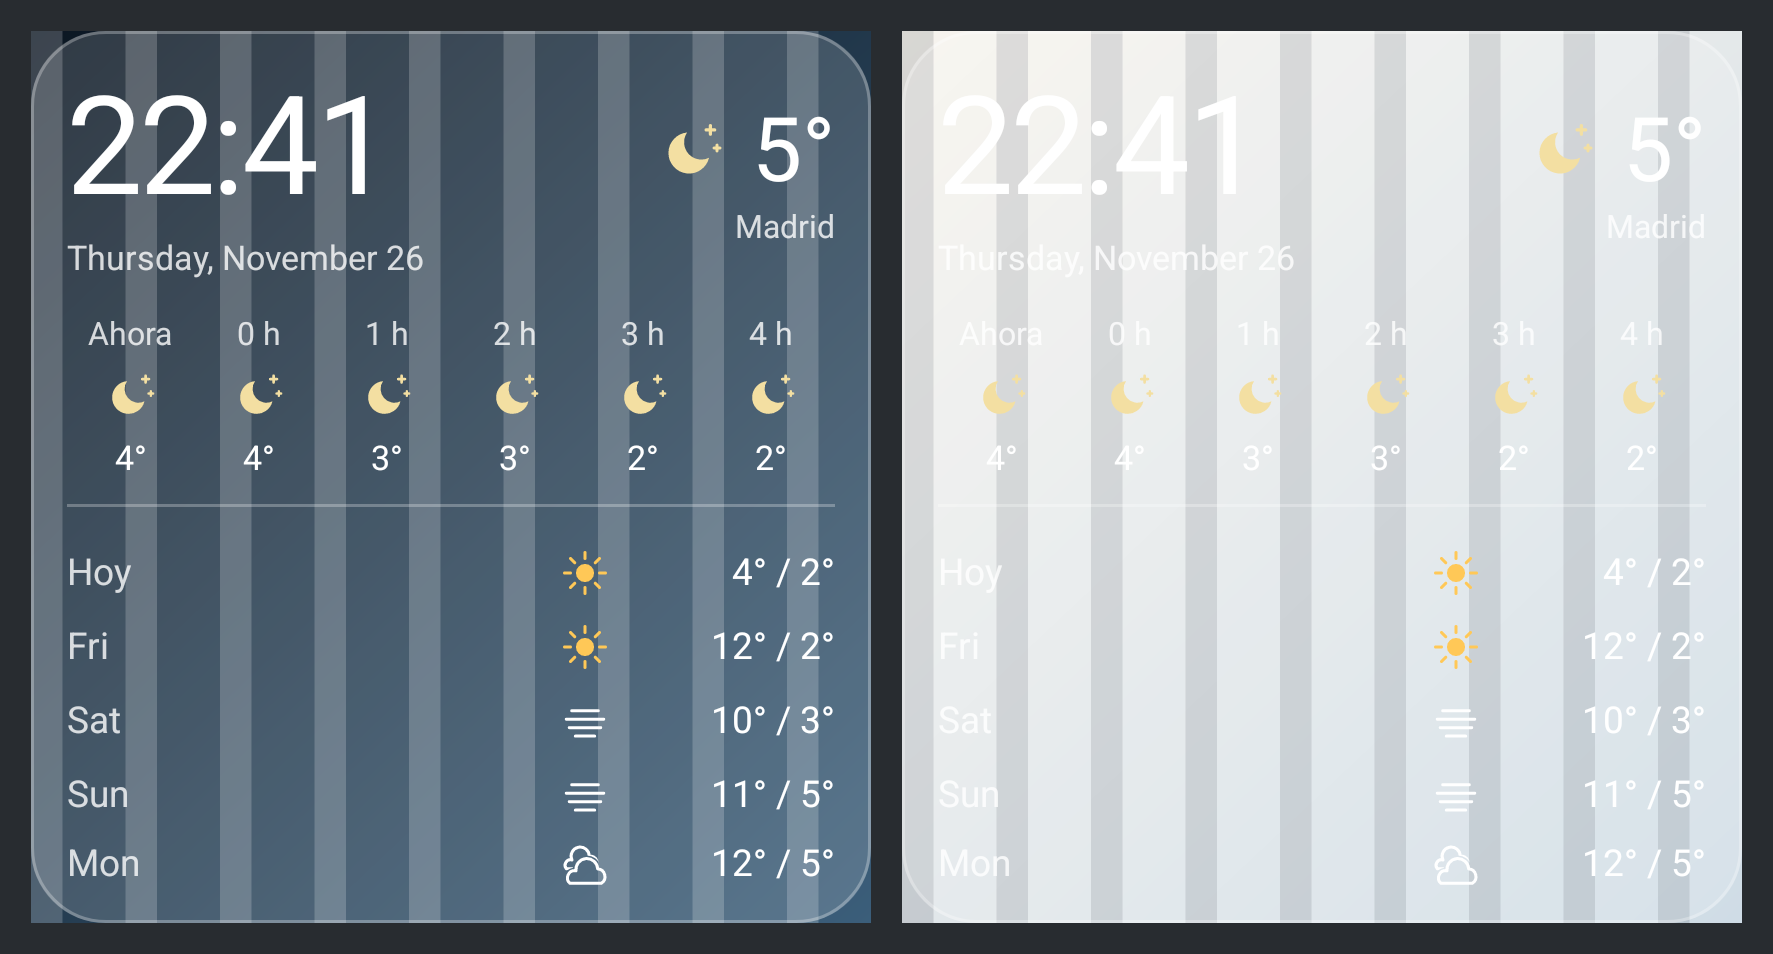 22:41
5°
Madrid
Thursday, November 26
Ahora 0 h 1 h 2 h 3 h 4 h
4° 4° 3° 3° 2° 2°
Hoy 4° / 2°
Fri 12° / 2°
Sat 10° / 3°
Sun 11° / 5°
Mon 12° / 5°
22:41
5°
Madrid
Thursday, November 26
Ahora 0 h 1 h 2 h 3 h 4 h
4° 4° 3° 3° 2° 2°
Hoy 4° / 2°
Fri 12° / 2°
Sat 10° / 3°
Sun 11° / 5°
Mon 12° / 5°